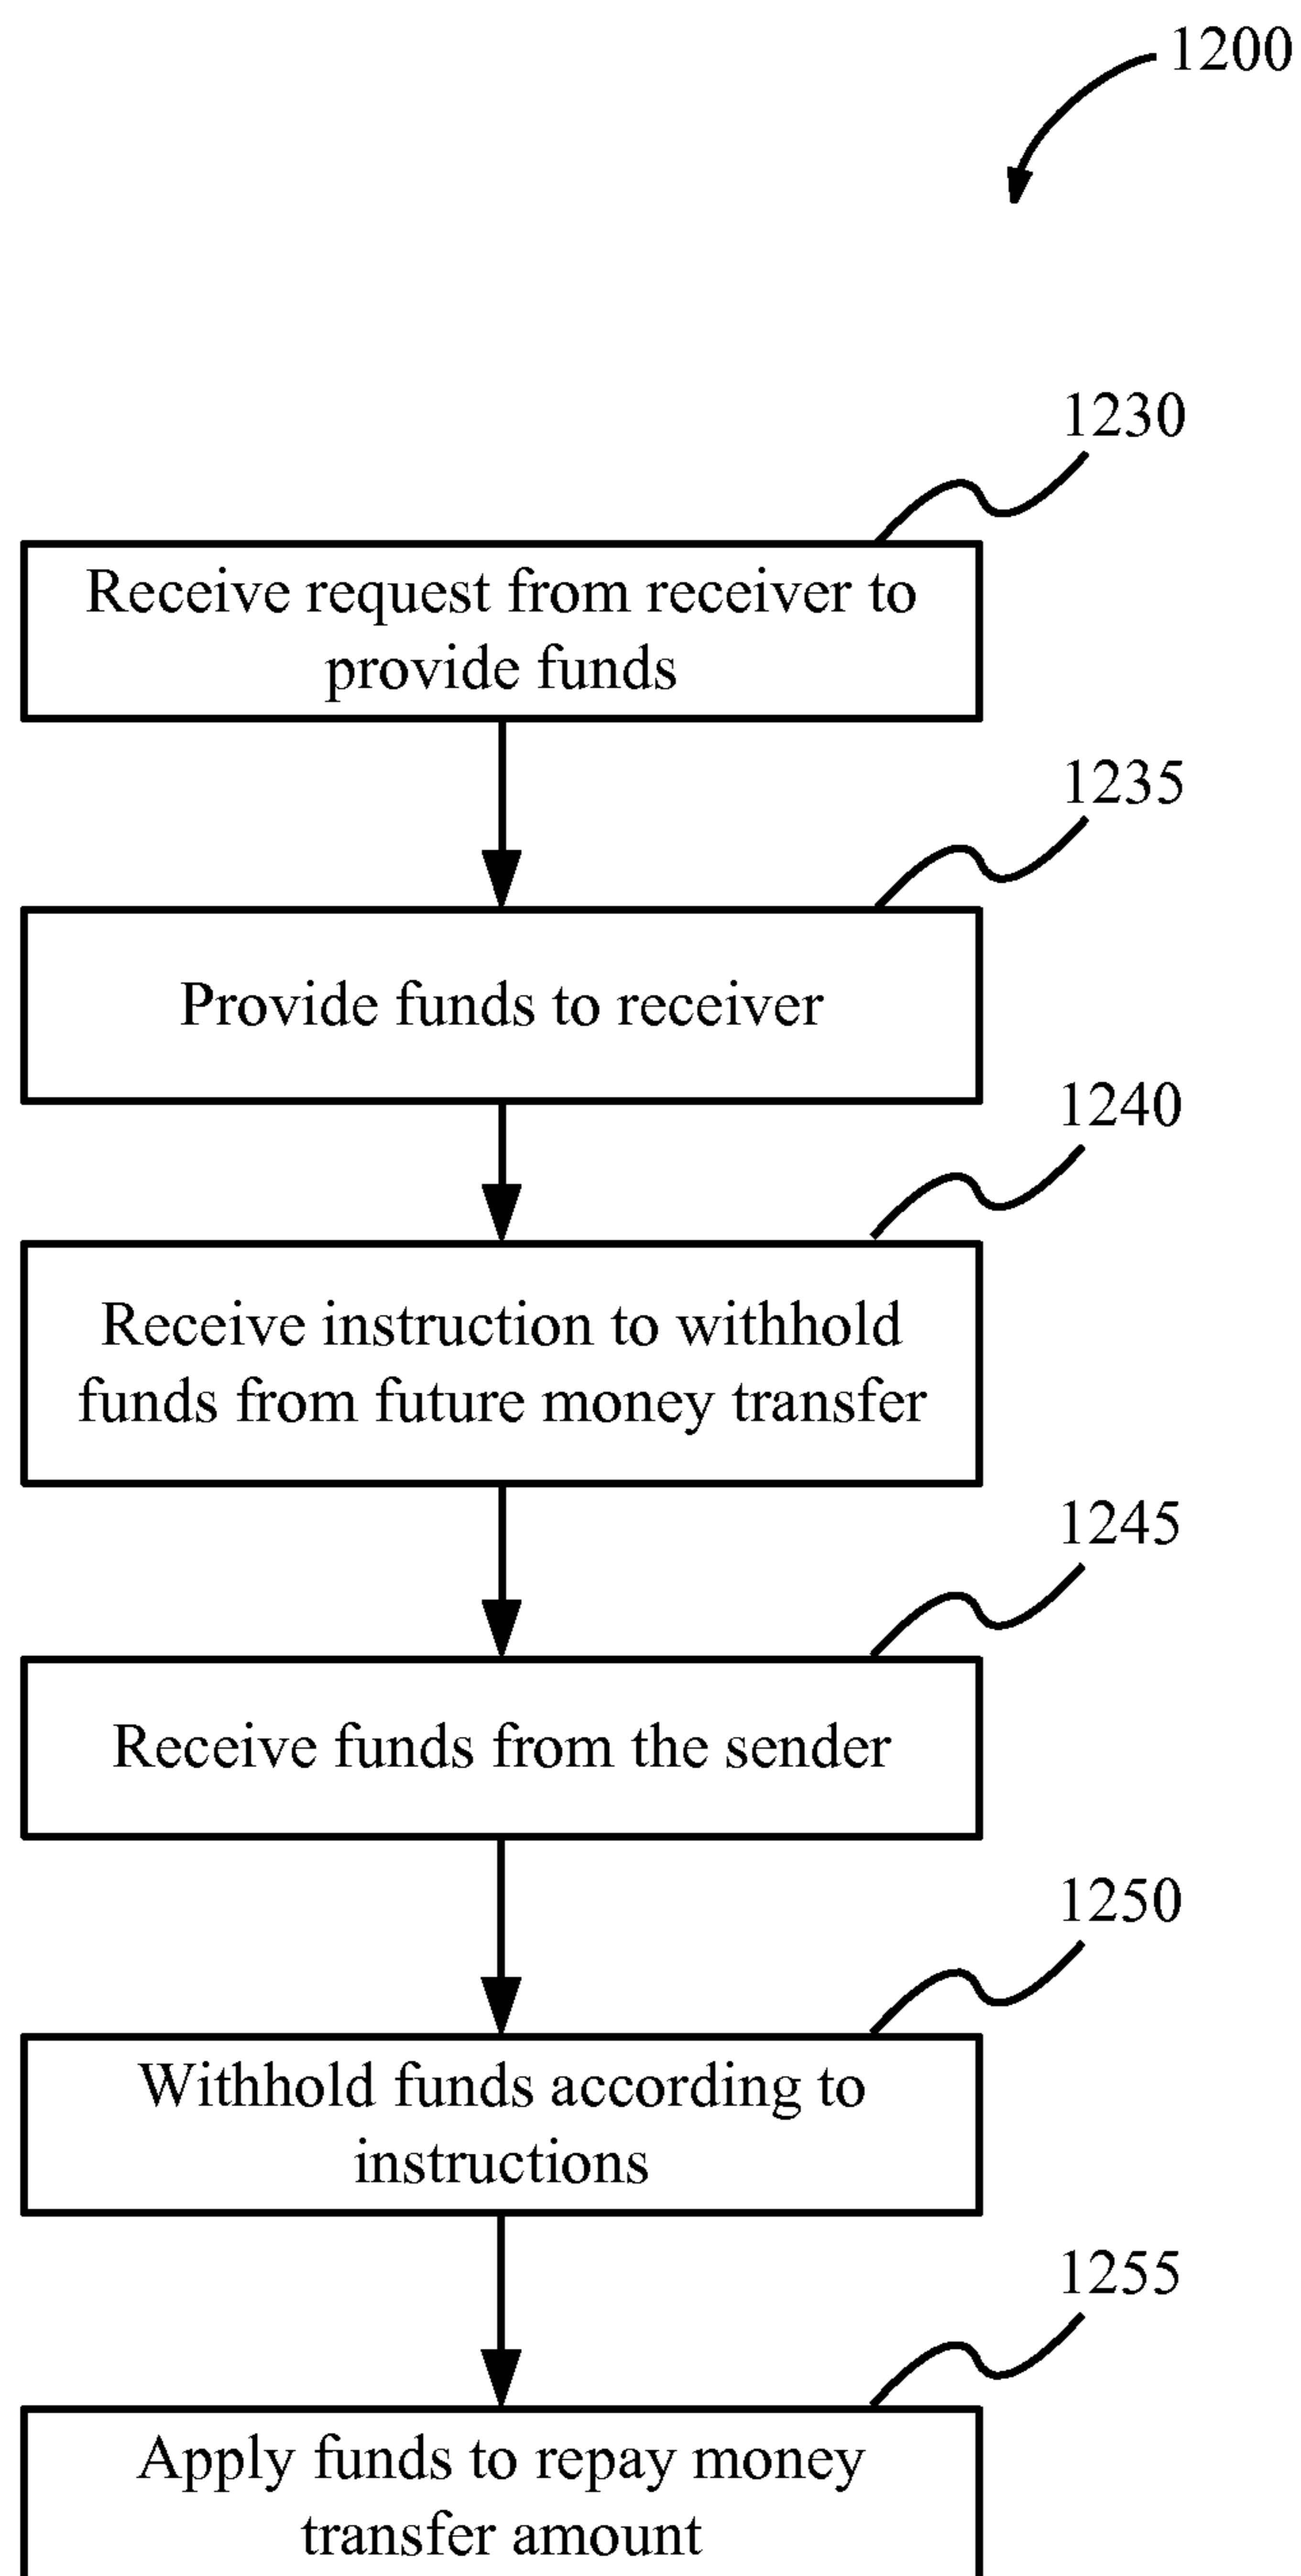 1200
1230
Receive request from receiver to
provide funds
1235
Provide funds to receiver
1240
Receive instruction to withhold
funds from future money transfer
1245
Receive funds from the sender
1250
Withhold funds according to
instructions
1255
Apply funds to repay money
transfer amount